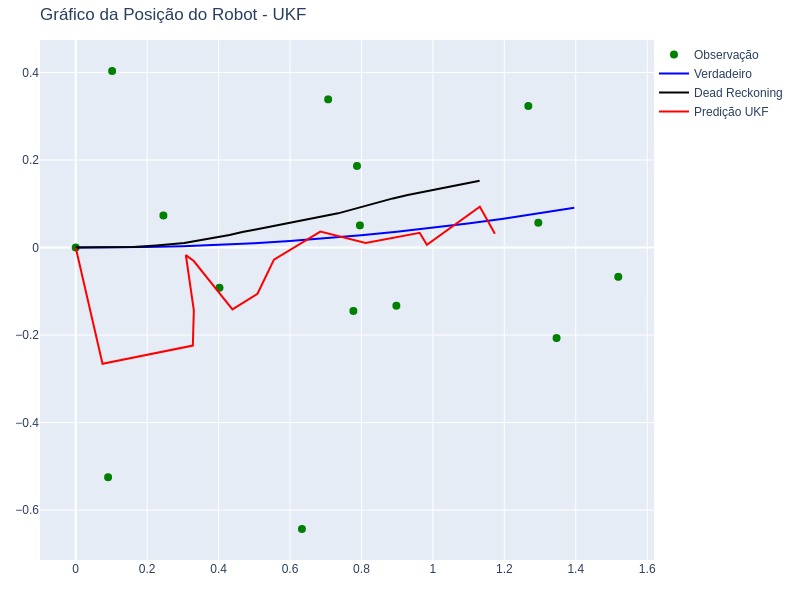 Gráfico da Posição do Robot - UKF
Observação
Verdadeiro
Dead Reckoning
Predição UKF
0.4
0.2
0
−0.2
−0.4
−0.6
0 0.2 0.4 0.6 0.8 1 1.2 1.4 1.6